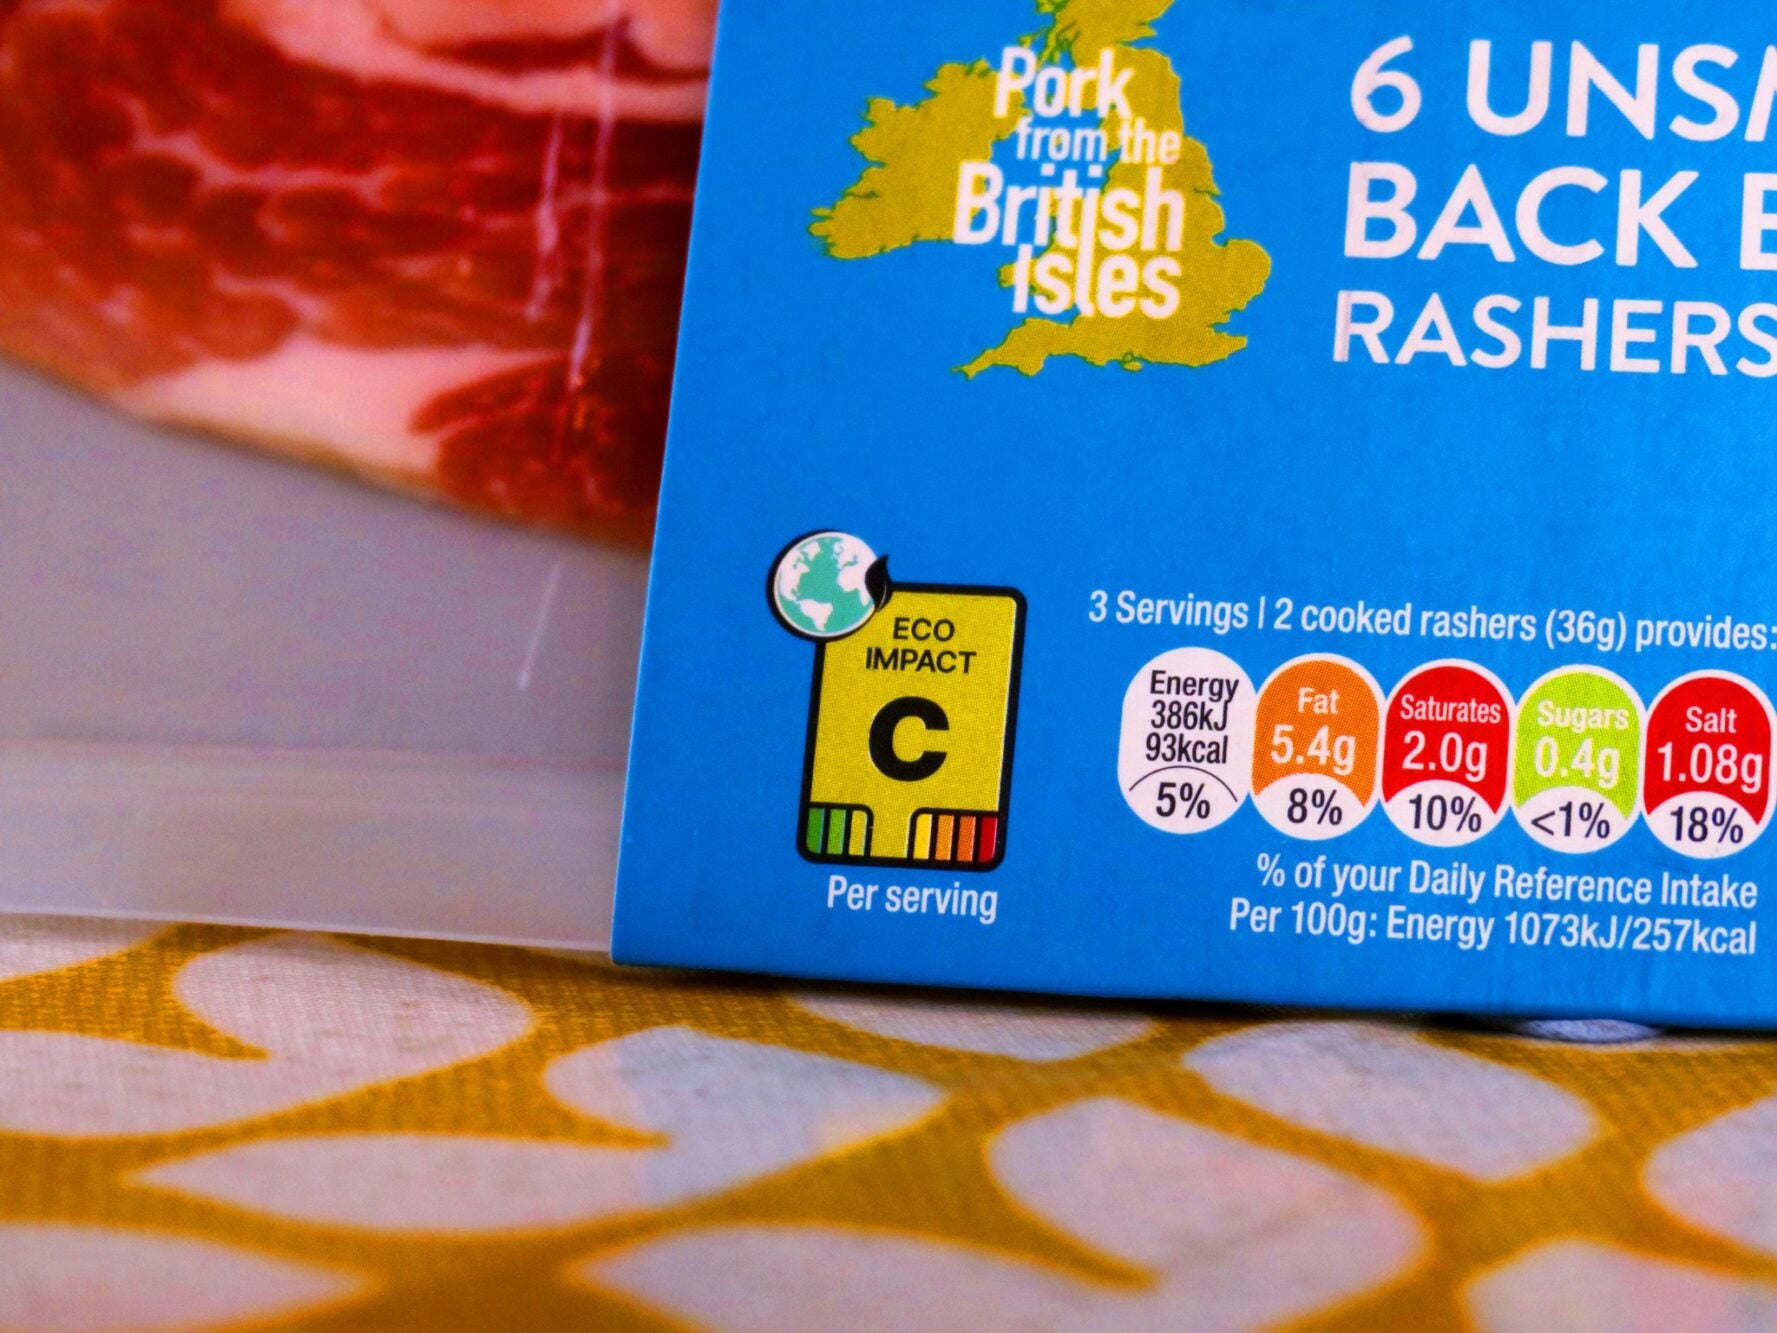 Pork
from the
British
Isles
6 UNSM
BACK
RASHERS
ECO
IMPACT
C
Per serving
3 Servings | 2 cooked rashers (36g) provides:
Energy
386kJ
93kcal
5%
Fat
5.4g
8%
Saturates
2.0g
10%
Sugars
0.4g
<1%
Salt
1.08g
18%
% of your Daily Reference Intake
Per 100g: Energy 1073kJ/257kcal